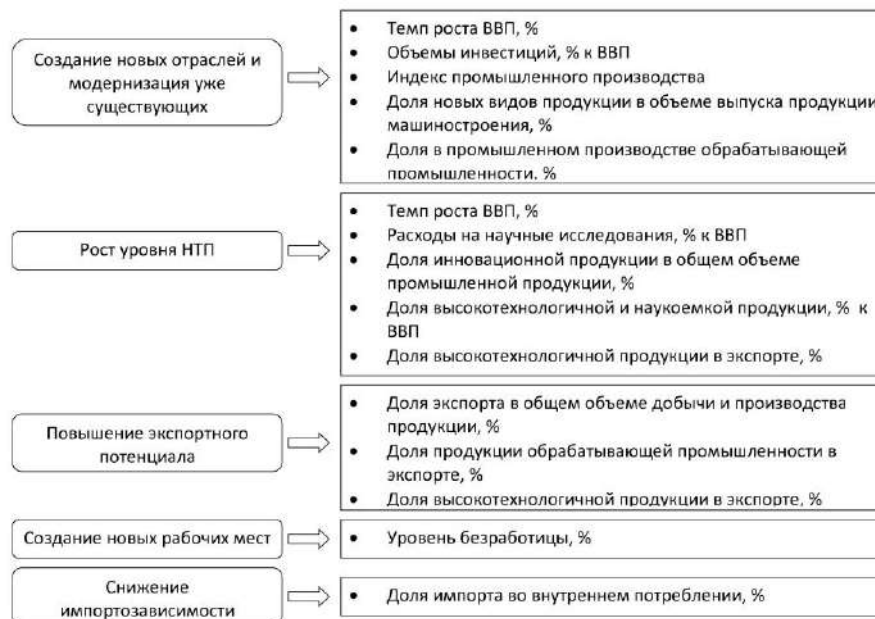 Создание новых отраслей и
модернизация уже
существующих
• Темп роста ВВП, %
• Объемы инвестиций, % к ВВП
• Индекс промышленного производства
• Доля новых видов продукции в объеме выпуска продукции
машиностроения, %
• Доля в промышленном производстве обрабатывающей
промышленности, %
Рост уровня НТП
• Темп роста ВВП, %
• Расходы на научные исследования, % к ВВП
• Доля инновационной продукции в общем объеме
промышленной продукции, %
• Доля высокотехнологичной и наукоемкой продукции, % к
ВВП
• Доля высокотехнологичной продукции в экспорте, %
Повышение экспортного
потенциала
• Доля экспорта в общем объеме добычи и производства
продукции, %
• Доля продукции обрабатывающей промышленности в
экспорте, %
• Доля высокотехнологичной продукции в экспорте, %
Создание новых рабочих мест
• Уровень безработицы, %
Снижение
импортозависимости
• Доля импорта во внутреннем потреблении, %